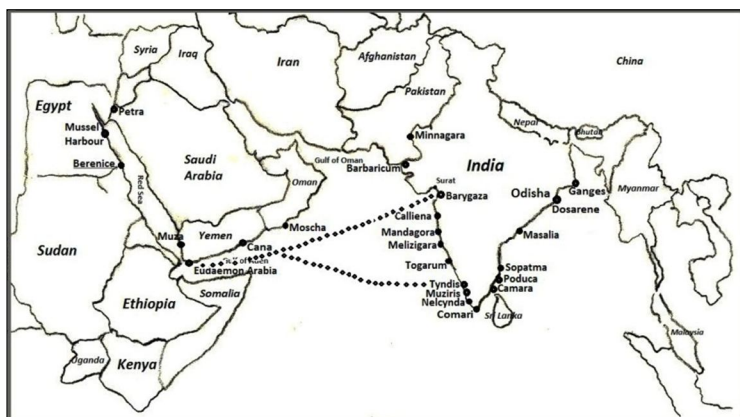 Syria
Iraq
Iran
Afghanistan
China
Egypt
Pakistan
Petra
Mussel
Harbour
Minnagara
Nepal
Bhutan
Berenice
Saudi
Arabia
Gulf of Oman
Barbaricum
India
Oman
Surat
Barygaza
Ganges
Odisha
Dosarene
Myanmar
Red Sea
Calliena
Moscha
Sudan
Muza
Yemen
Cana
Mandagora
Melizigara
Masalia
Eudaemon Arabia
Togarum
Sopatma
Poduca
Camara
Ethiopia
Somalia
Tyndis
Muziris
Nelcynda
Comari
Sri Lanka
Uganda
Kenya
Malaysia